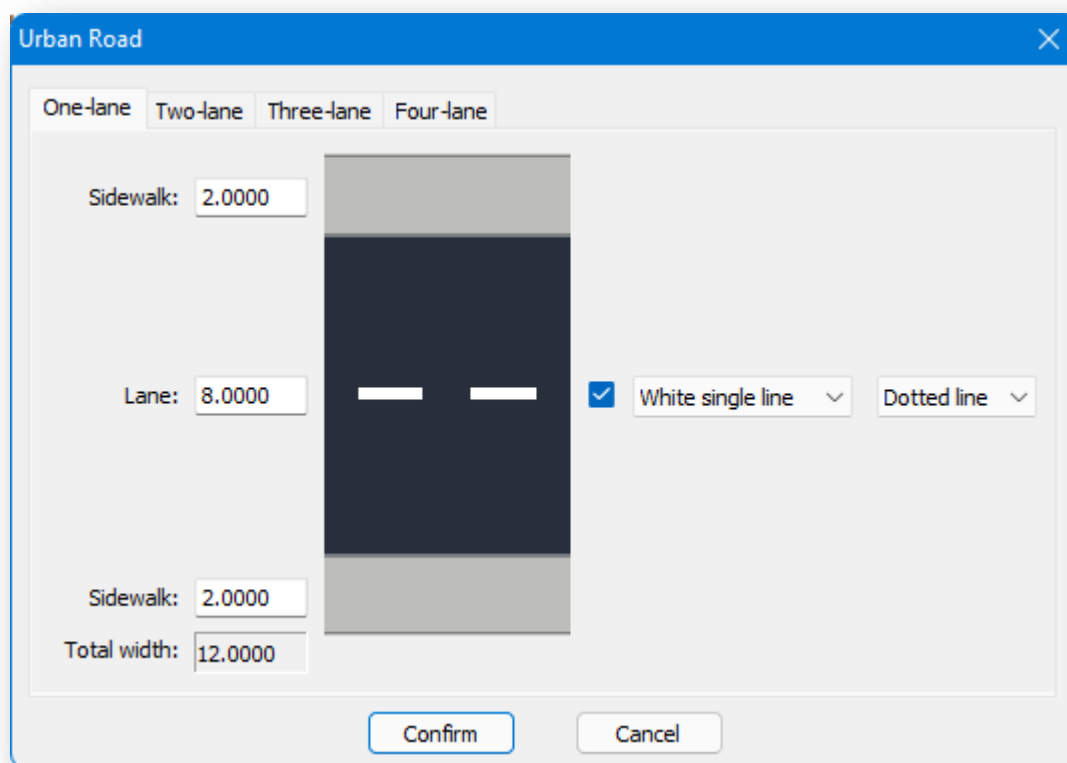 Urban Road
One-lane Two-lane Three-lane Four-lane
Sidewalk: 2.0000
Lane: 8.0000 White single line Dotted line
Sidewalk: 2.0000
Total width: 12.0000
Confirm Cancel